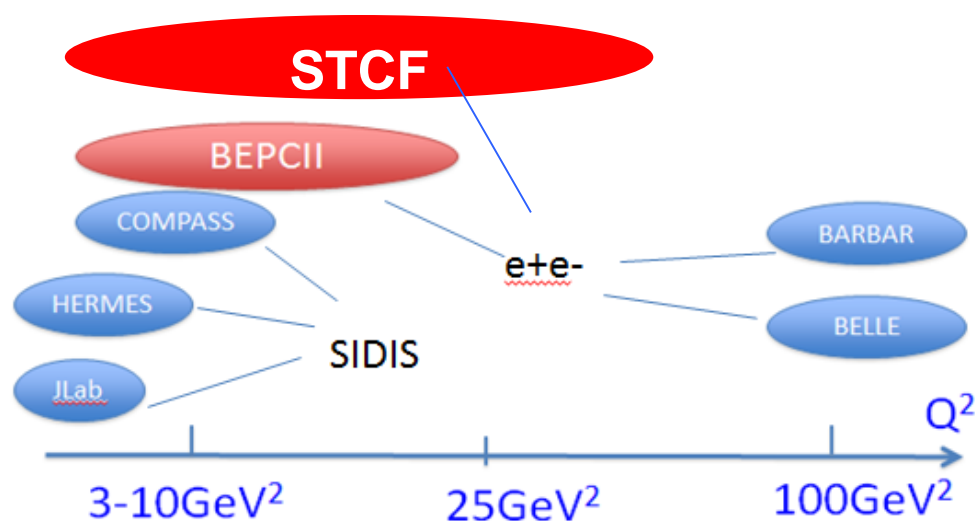 STCF
BEPCII
COMPASS
BARBAR
e+e-
HERMES
BELLE
SIDIS
JLab
Q²
3-10GeV²
25GeV²
100GeV²